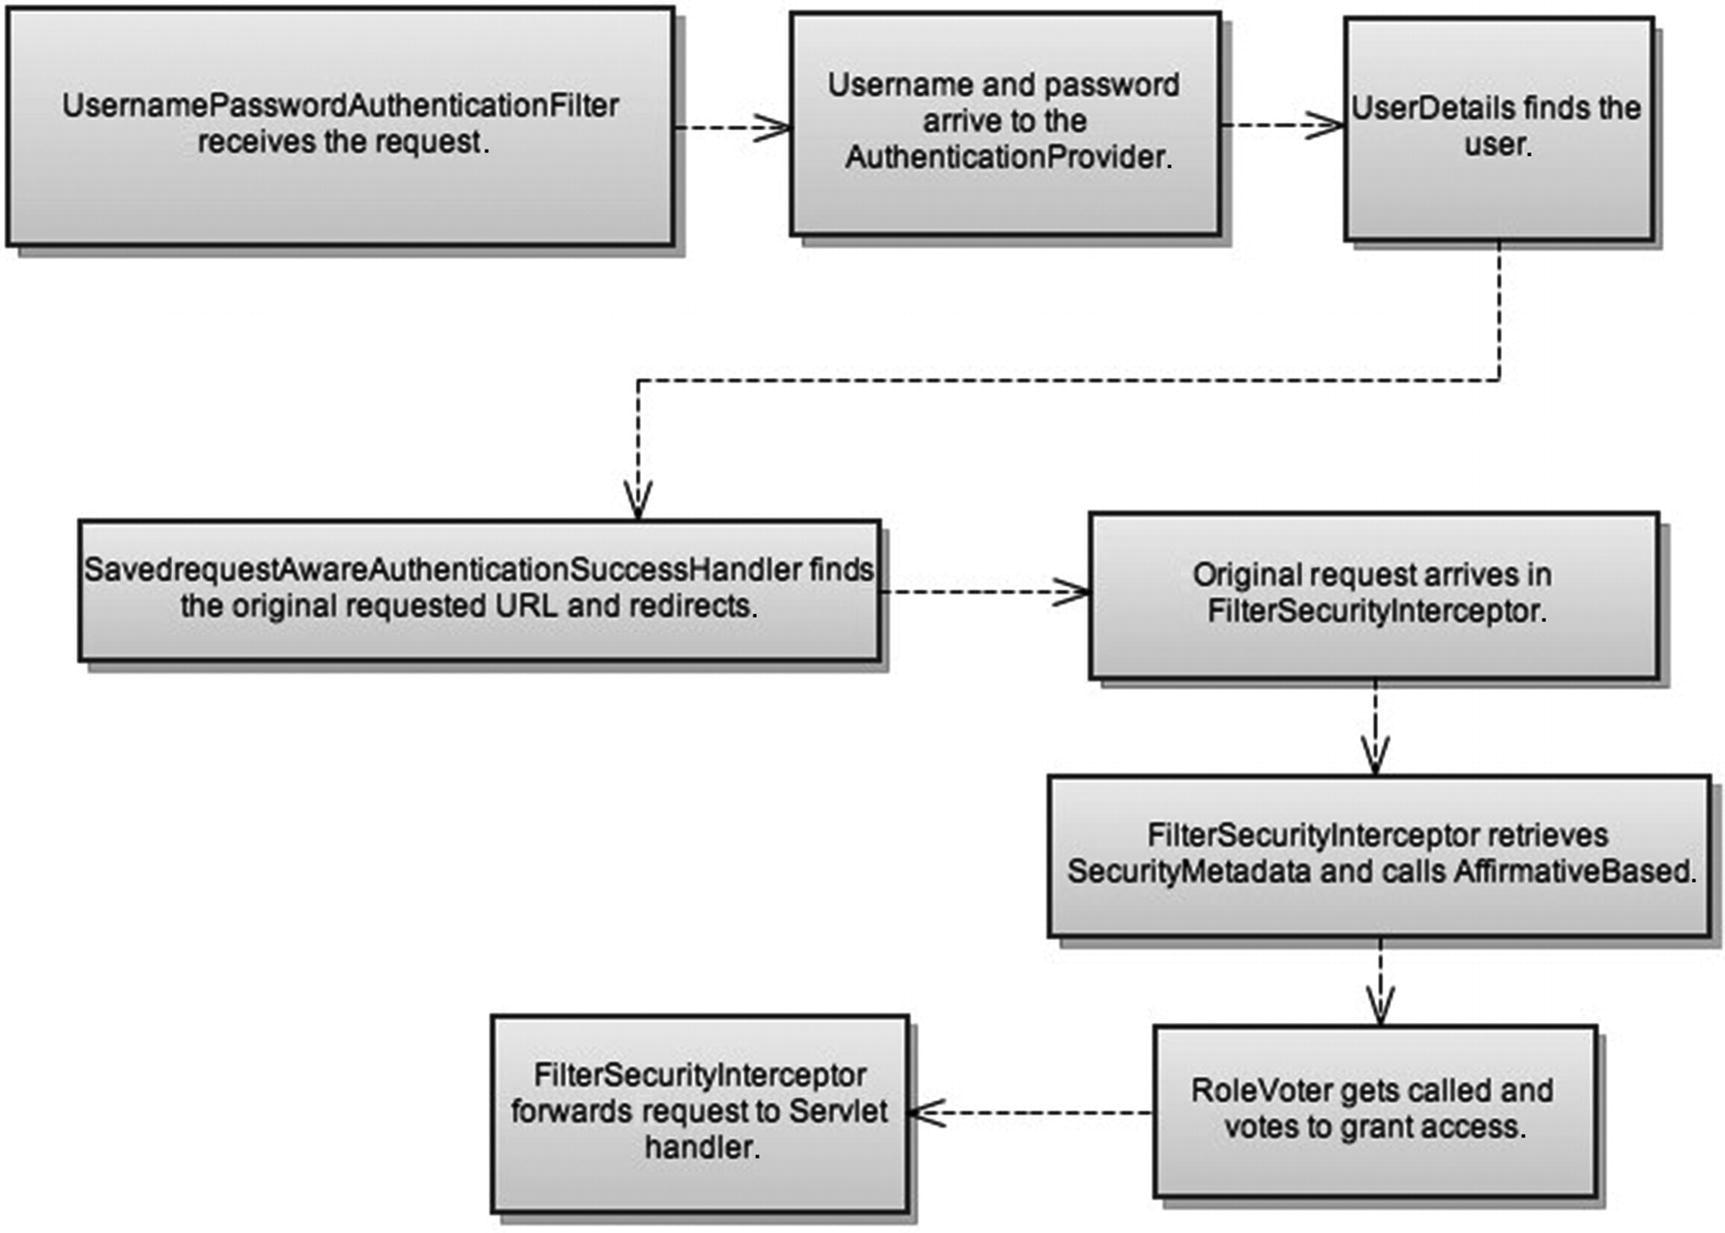 UsernamePasswordAuthenticationFilter
receives the request.
Username and password
arrive to the
AuthenticationProvider.
UserDetails finds the
user.
SavedrequestAwareAuthenticationSuccessHandler finds
the original requested URL and redirects.
Original request arrives in
FilterSecurityInterceptor.
FilterSecurityInterceptor retrieves
SecurityMetadata and calls AffirmativeBased.
RoleVoter gets called and
votes to grant access.
FilterSecurityInterceptor
forwards request to Servlet
handler.